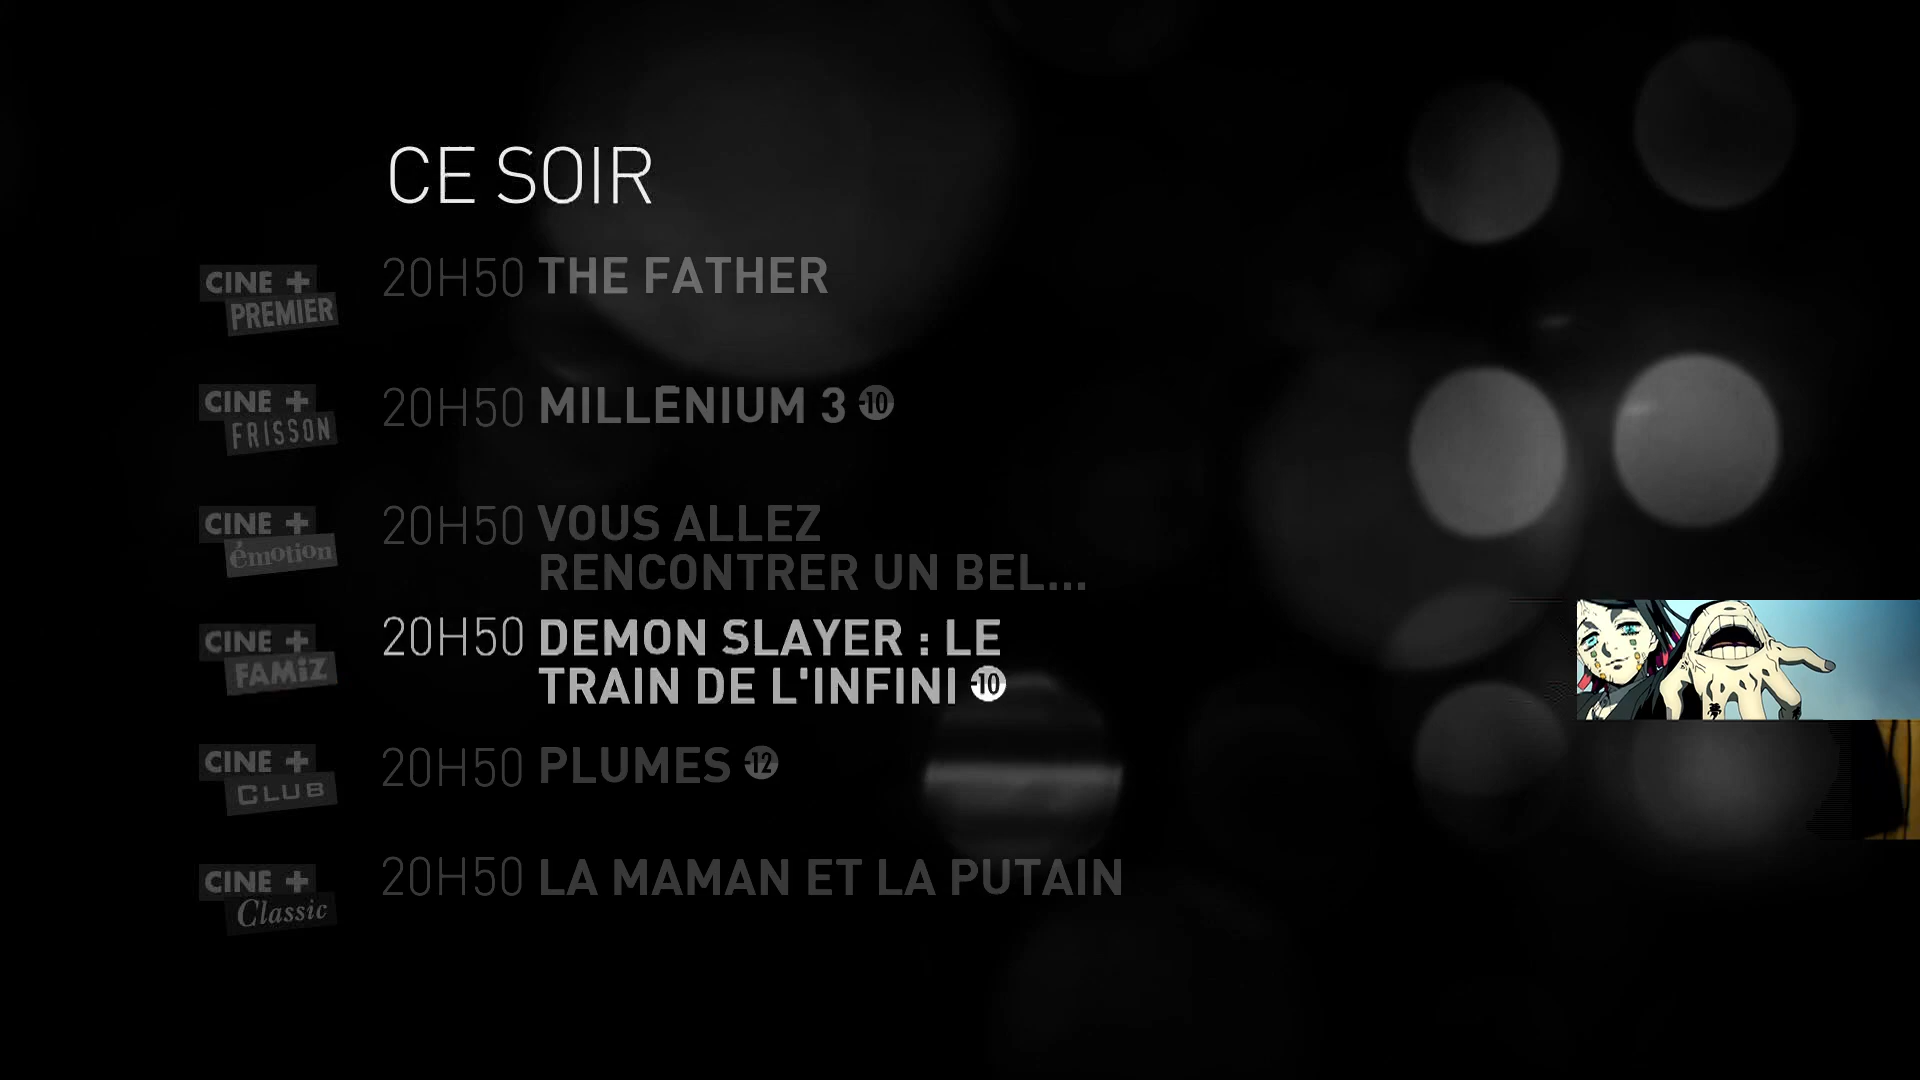 CE SOIR
CINE +
PREMIER
20H50 THE FATHER
CINE +
FRISSON
20H50 MILLÉNIUM 3 -10
CINE +
émotion
20H50 VOUS ALLEZ
RENCONTRER UN BEL...
CINE +
FAMiZ
20H50 DEMON SLAYER : LE
TRAIN DE L'INFINI -10
CINE +
CLUB
20H50 PLUMES -12
CINE +
Classic
20H50 LA MAMAN ET LA PUTAIN
夢